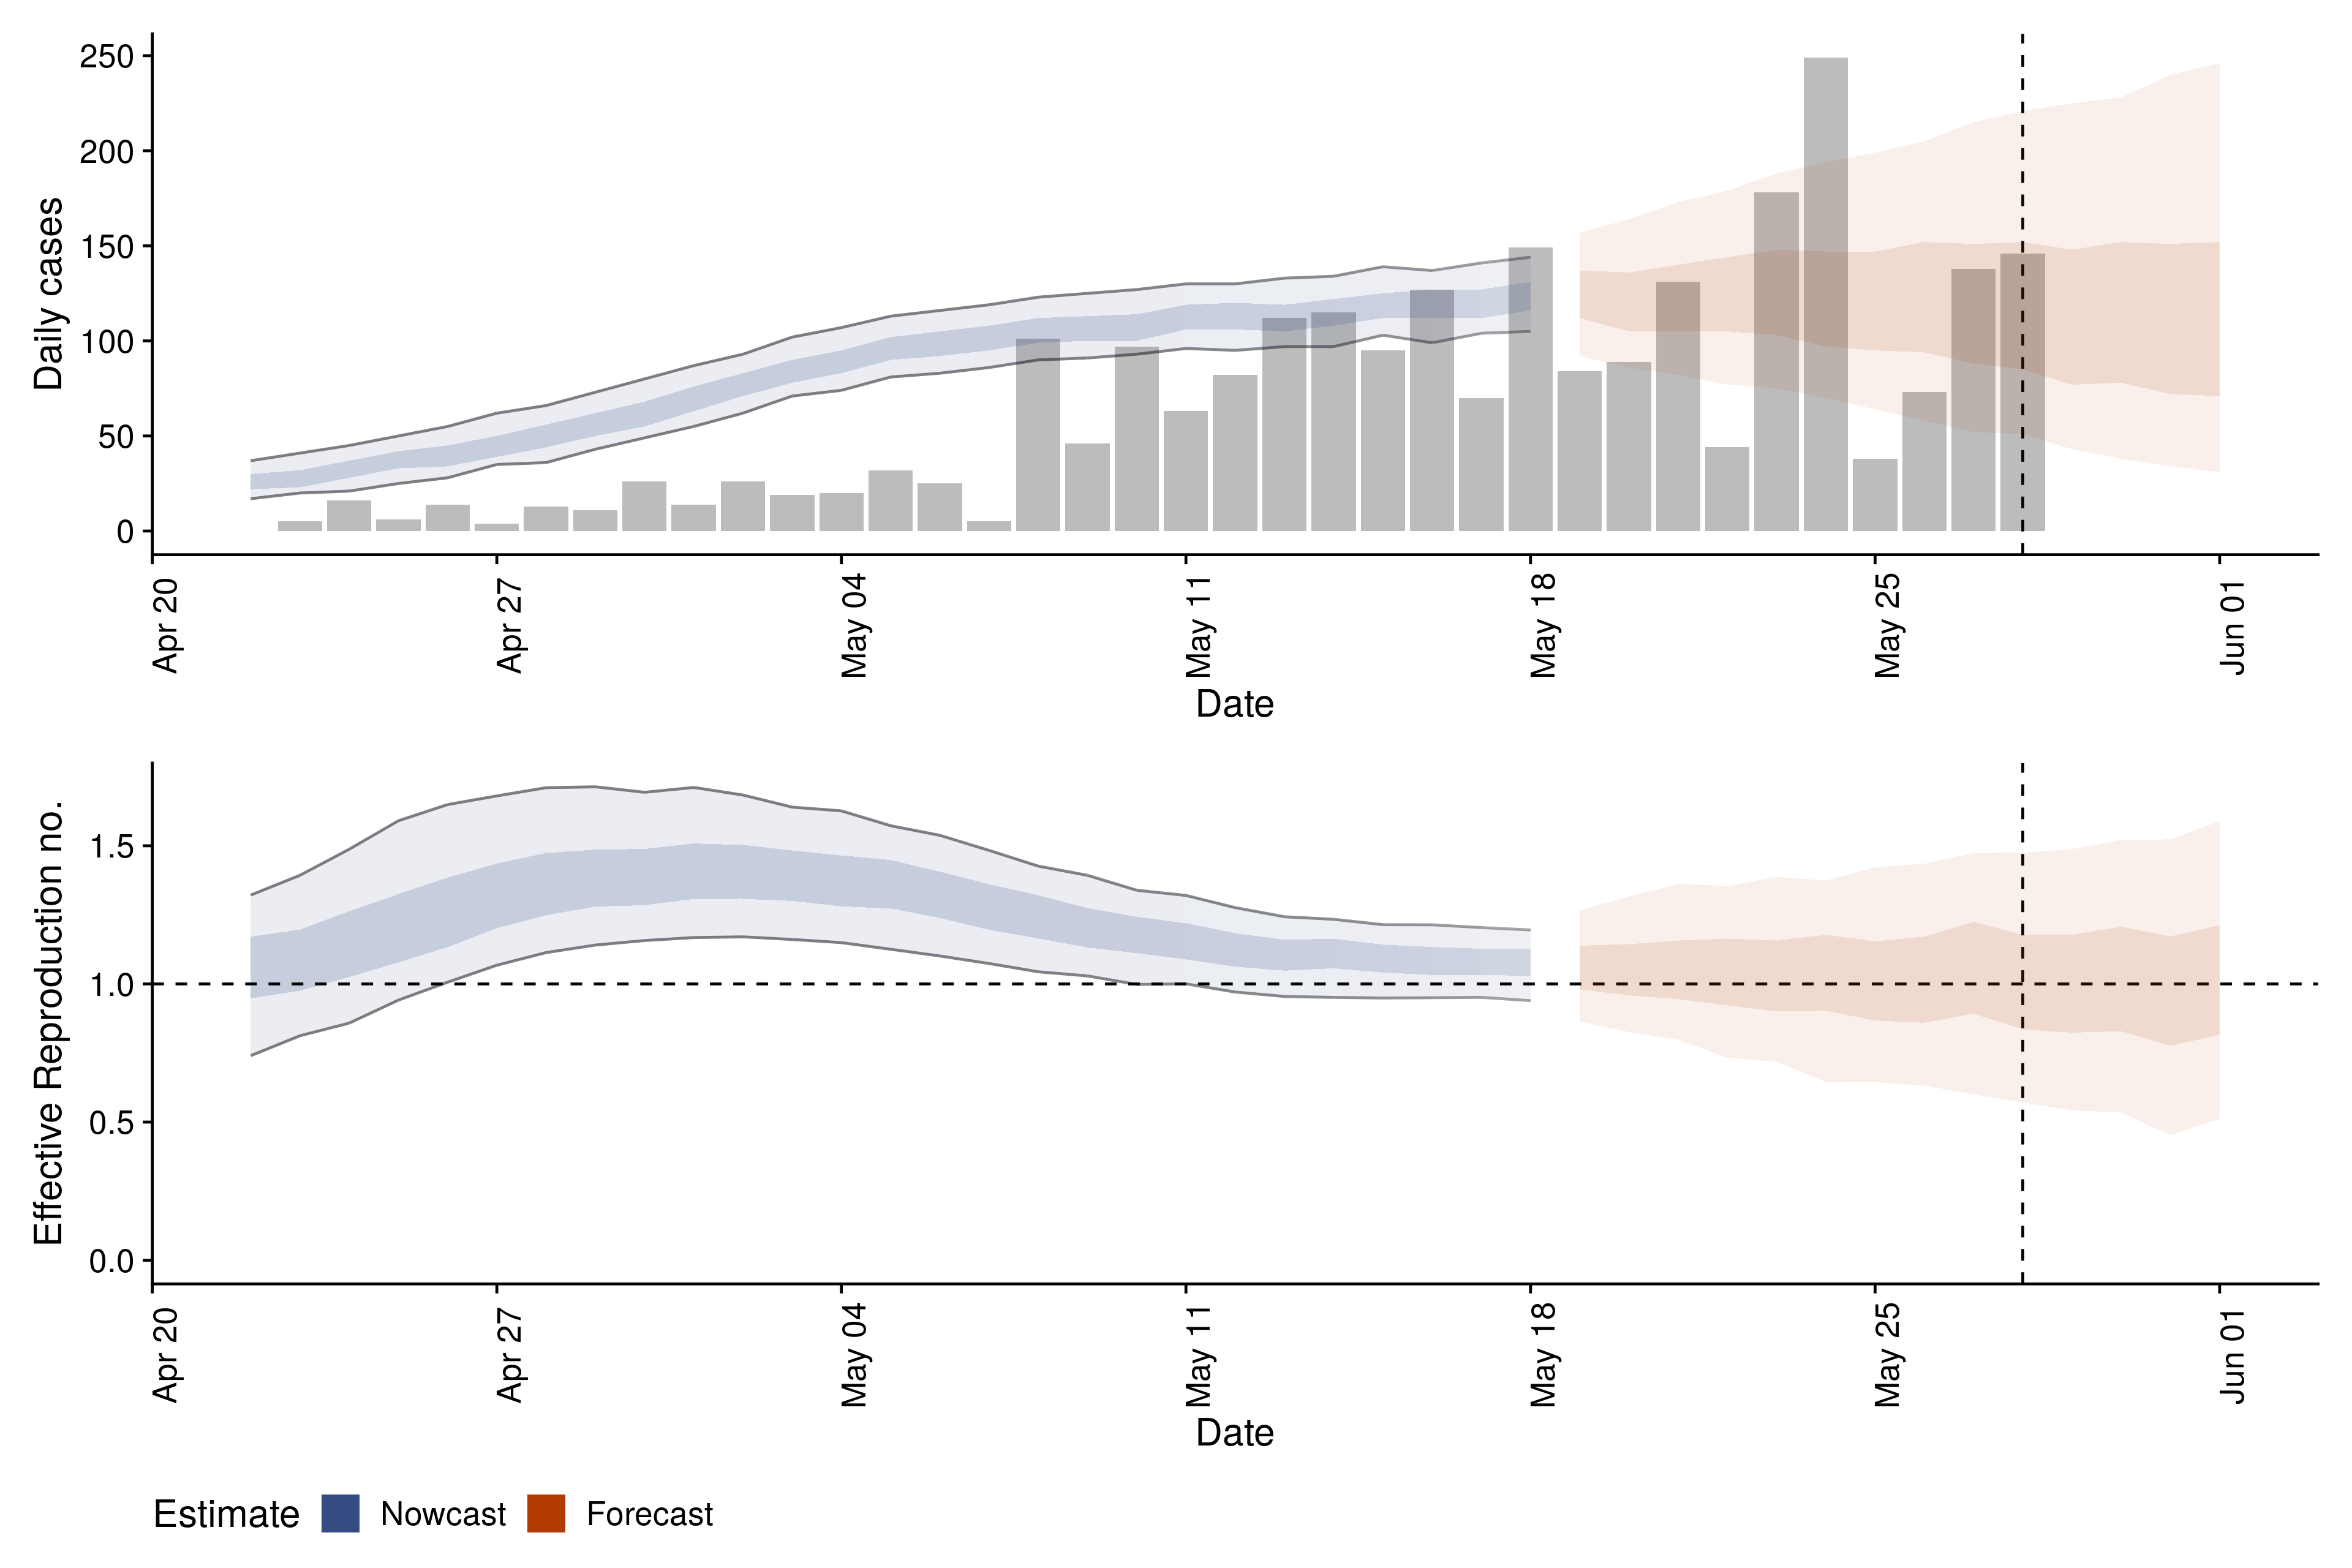 250
200
150
100
50
0
Daily cases
Apr 20
Apr 27
May 04
May 11
May 18
May 25
Jun 01
Date
1.5
1.0
0.5
0.0
Effective Reproduction no.
Apr 20
Apr 27
May 04
May 11
May 18
May 25
Jun 01
Date
Estimate Nowcast Forecast